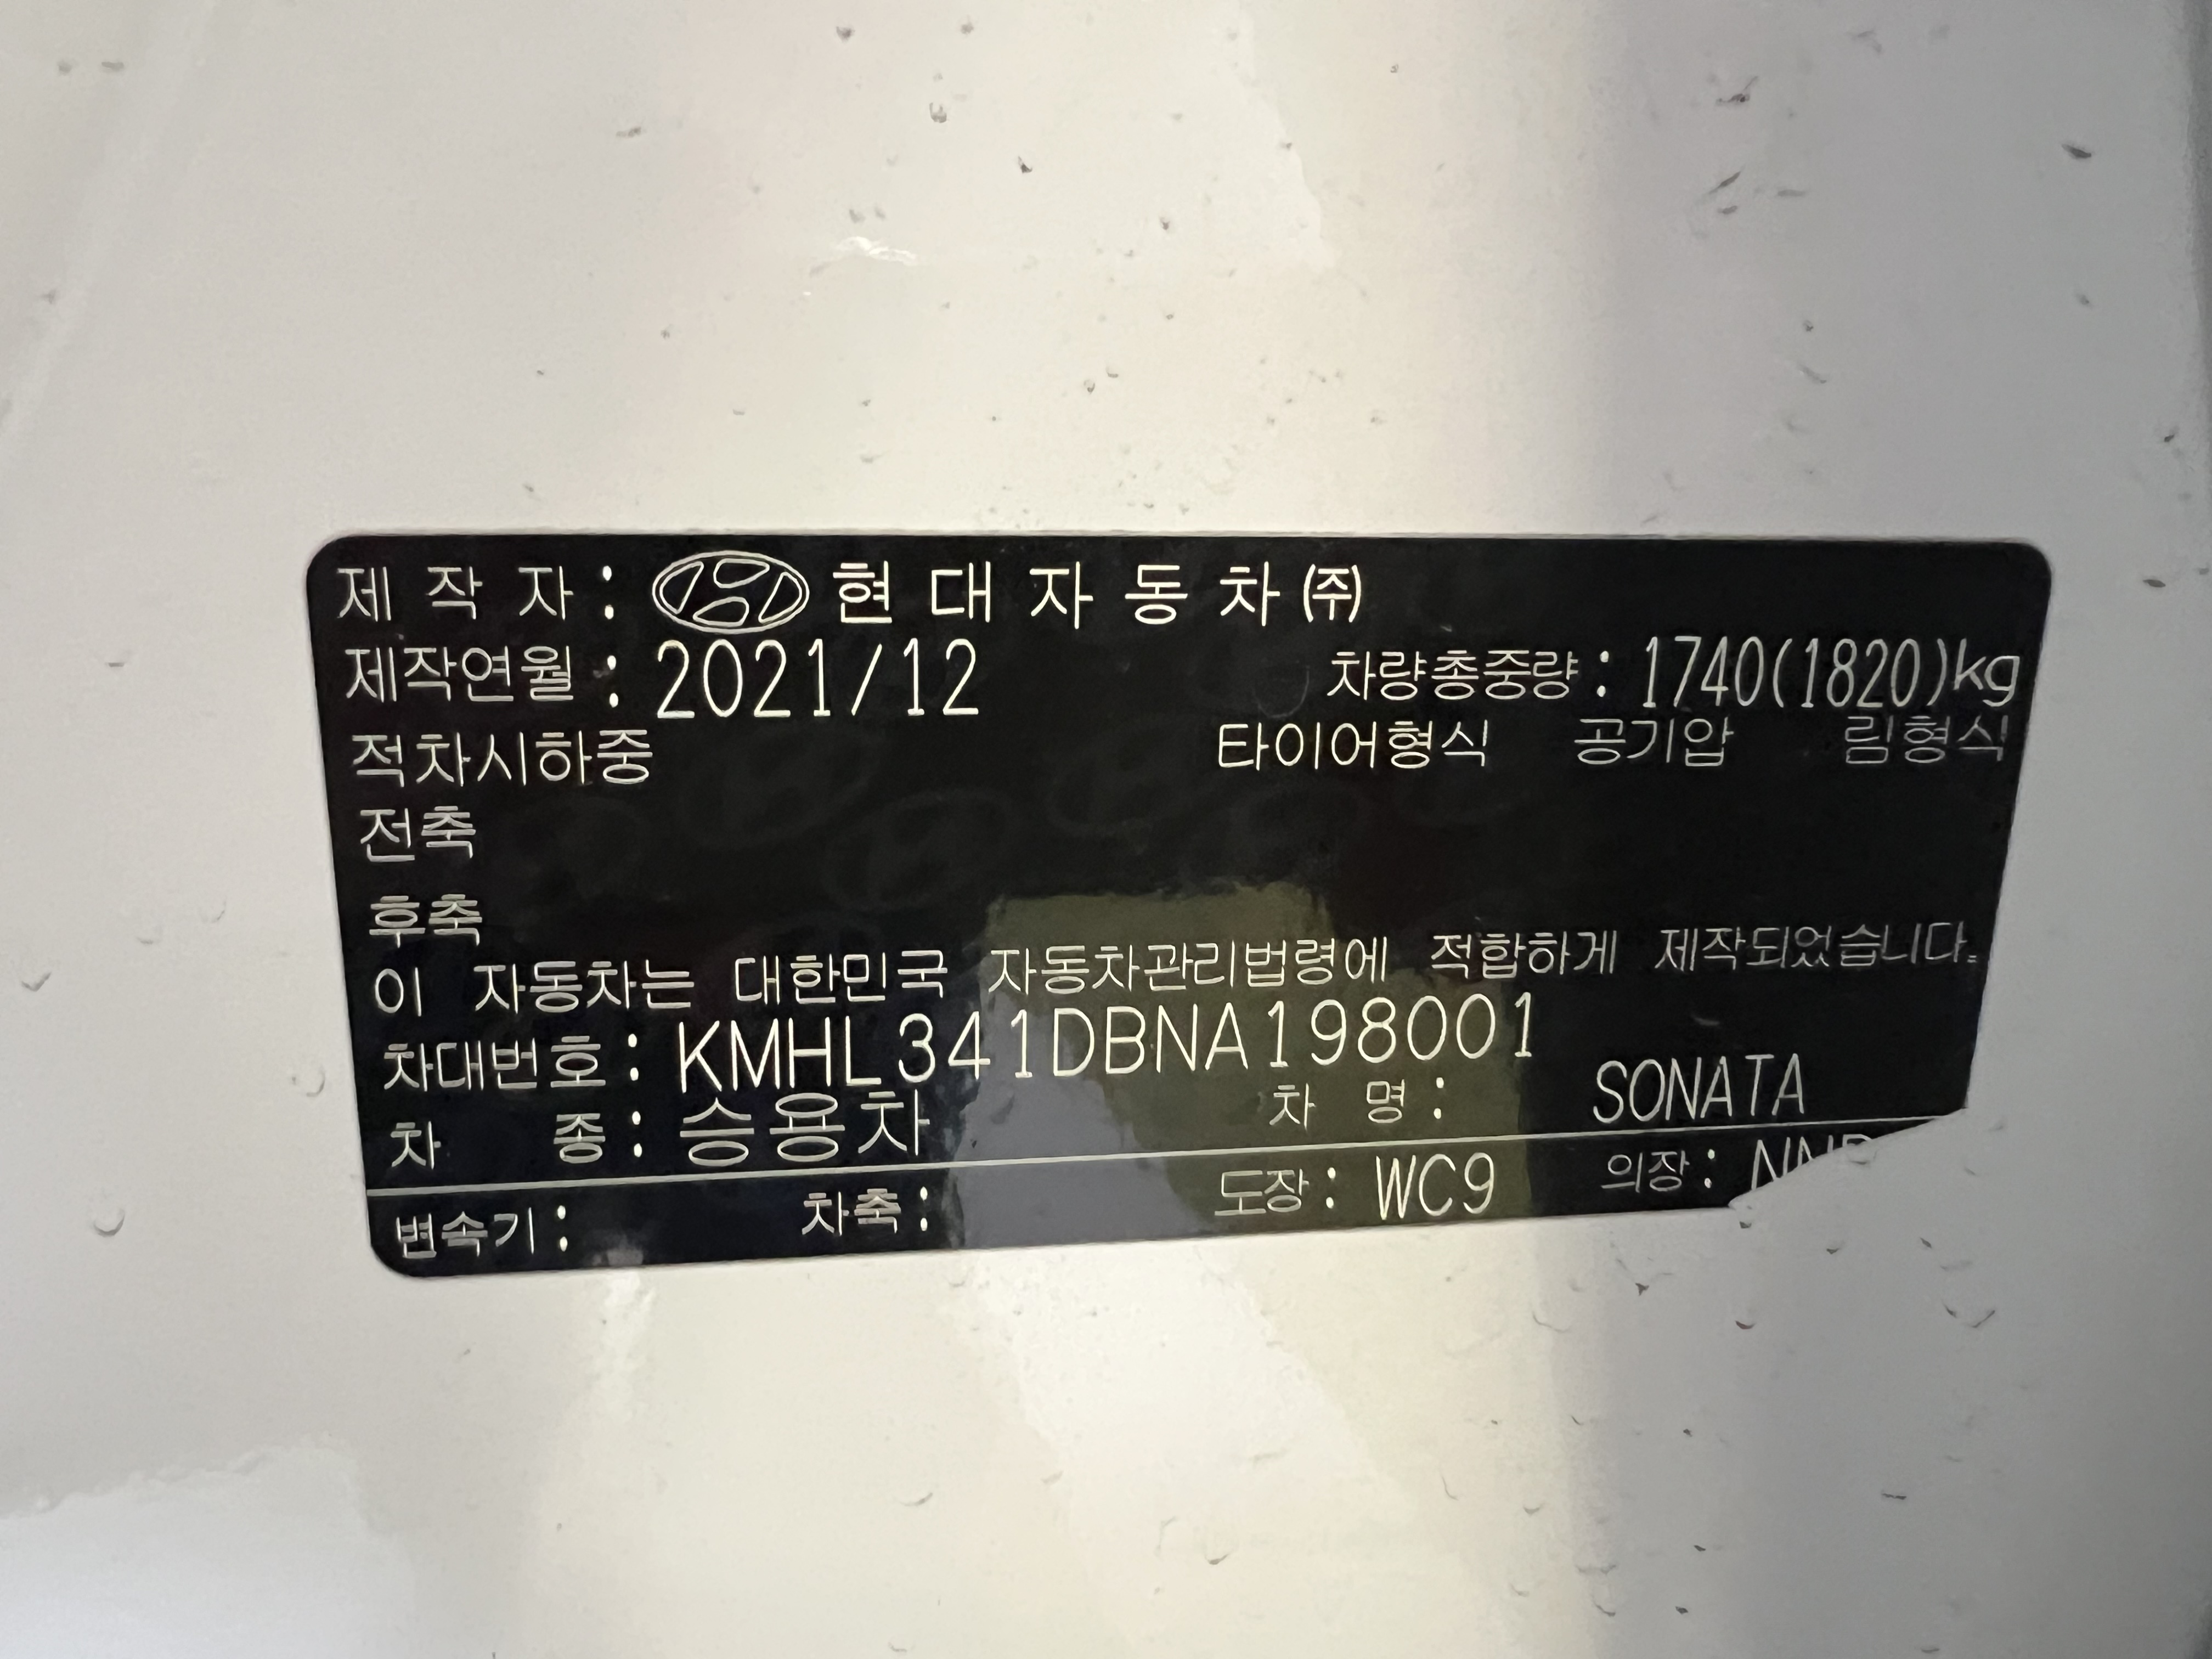 제 작 자 : 현 대 자 동 차 ㈜
제작연월 : 2021/12 차량총중량 : 1740(1820)kg
적차시하중 타이어형식 공기압 림형식
전축
후축
이 자동차는 대한민국 자동차관리법령에 적합하게 제작되었습니다.
차대번호 : KMHL341DBNA198001
차 종 : 승용차 차 명 : SONATA
변속기 : 차축 : 도장 : WC9 의장 :